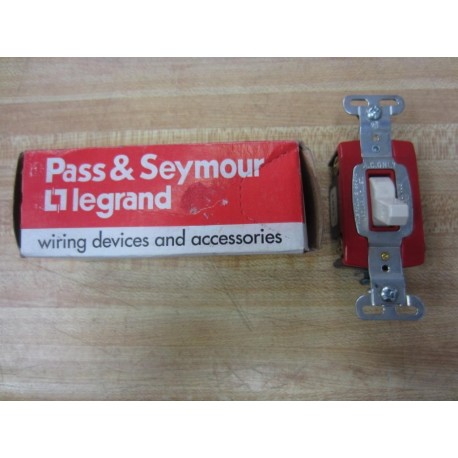 Pass & Seymour
legrand
wiring devices and accessories